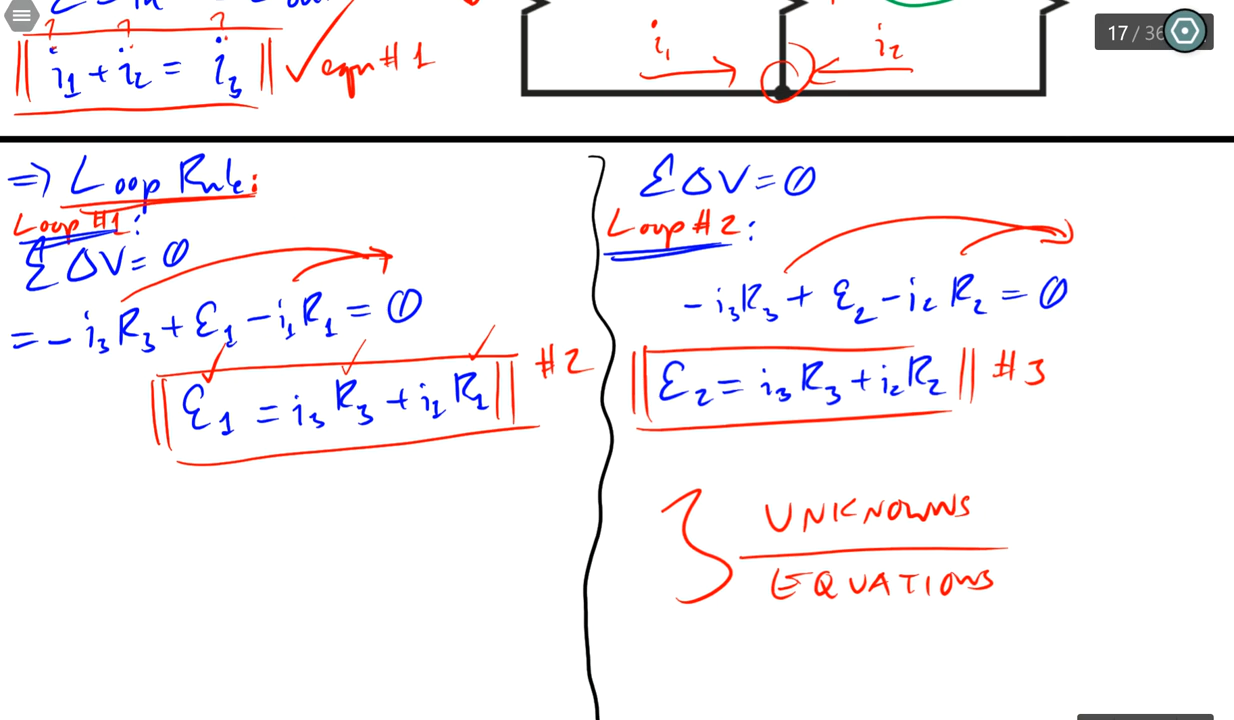 i₁ + i₂ = i₃ eqn #1
i₁
i₂
17 / 36
=> Loop Rule:
Loop #1:
ΣΔV = 0
= - i₃R₃ + ε₁ - i₁R₁ = 0
ε₁ = i₃R₃ + i₁R₁ #2
ΣΔV = 0
Loop #2:
- i₃R₃ + ε₂ - i₂R₂ = 0
ε₂ = i₃R₃ + i₂R₂ #3
3 UNKNOWNS
EQUATIONS